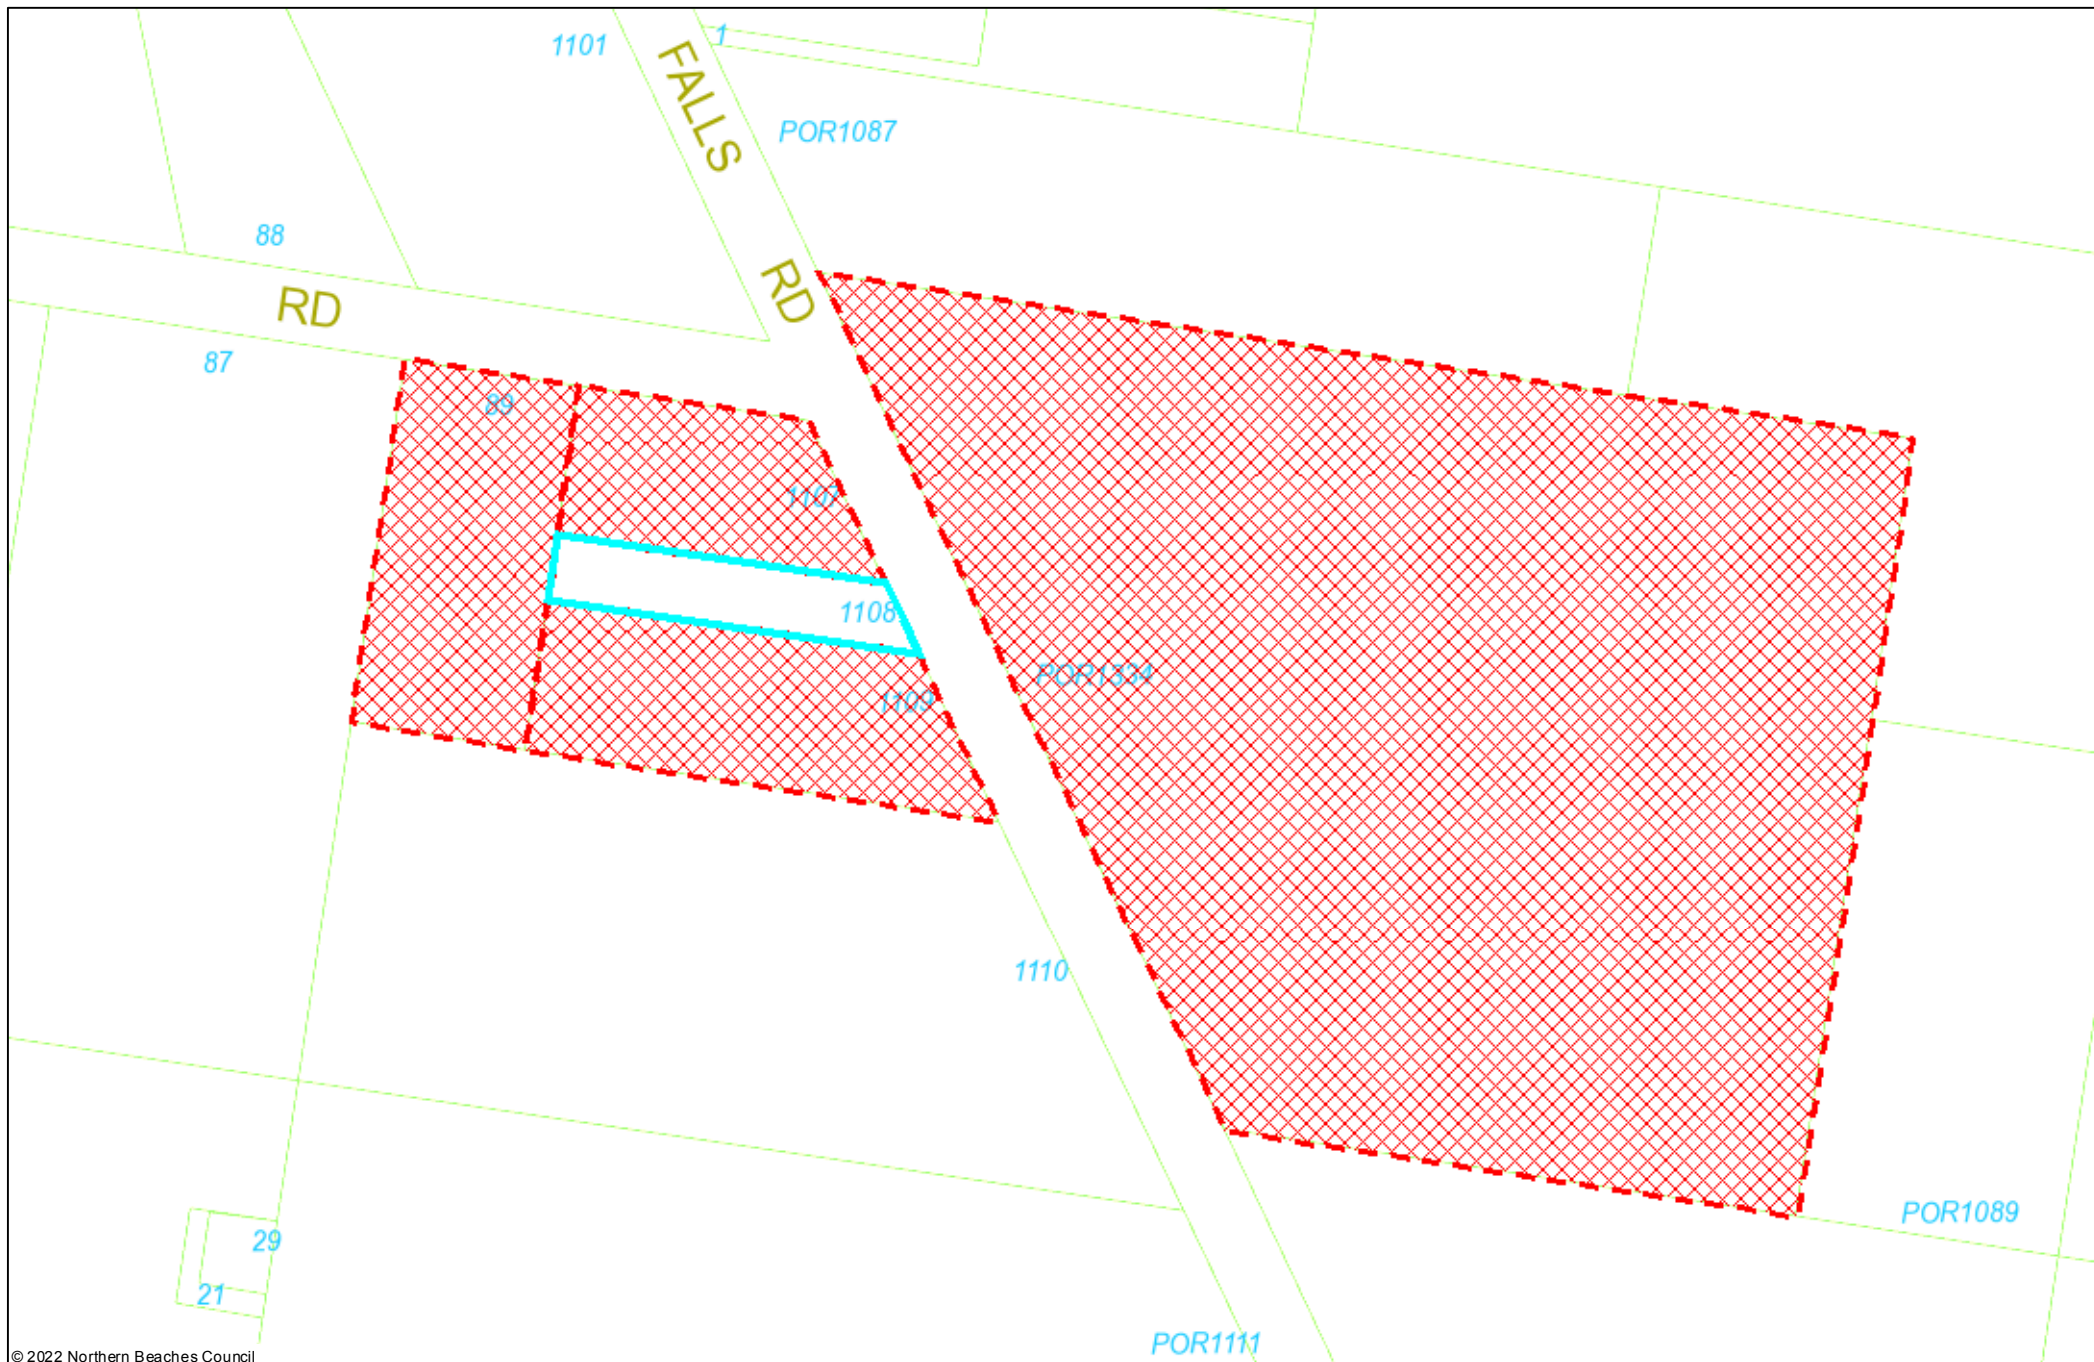 1101
1
FALLS
POR1087
88
RD
RD
87
89
1107
1108
POR1334
1109
1110
POR1089
29
21
POR1111
© 2022 Northern Beaches Council